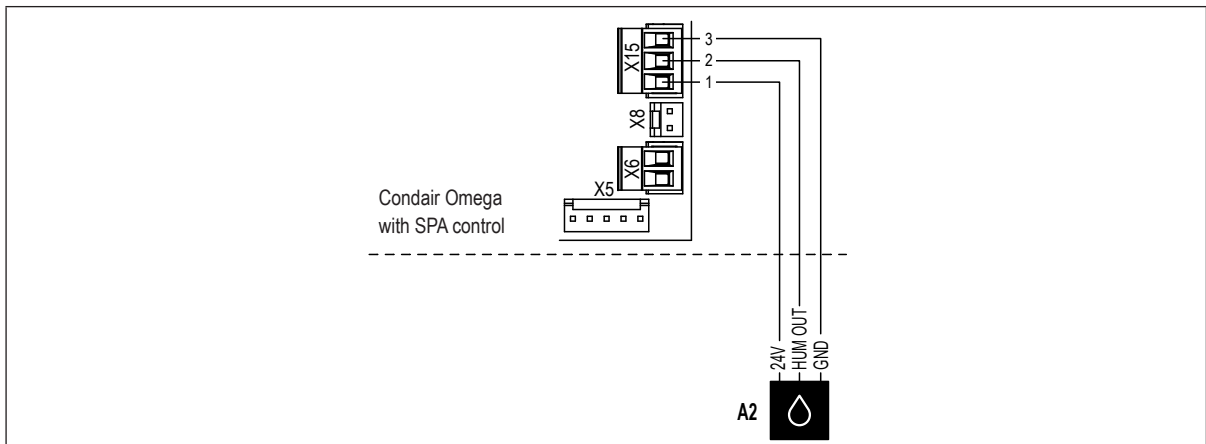 X15
3
2
1
X8
X6
X5
Condair Omega
with SPA control
24V
HUM OUT
GND
A2